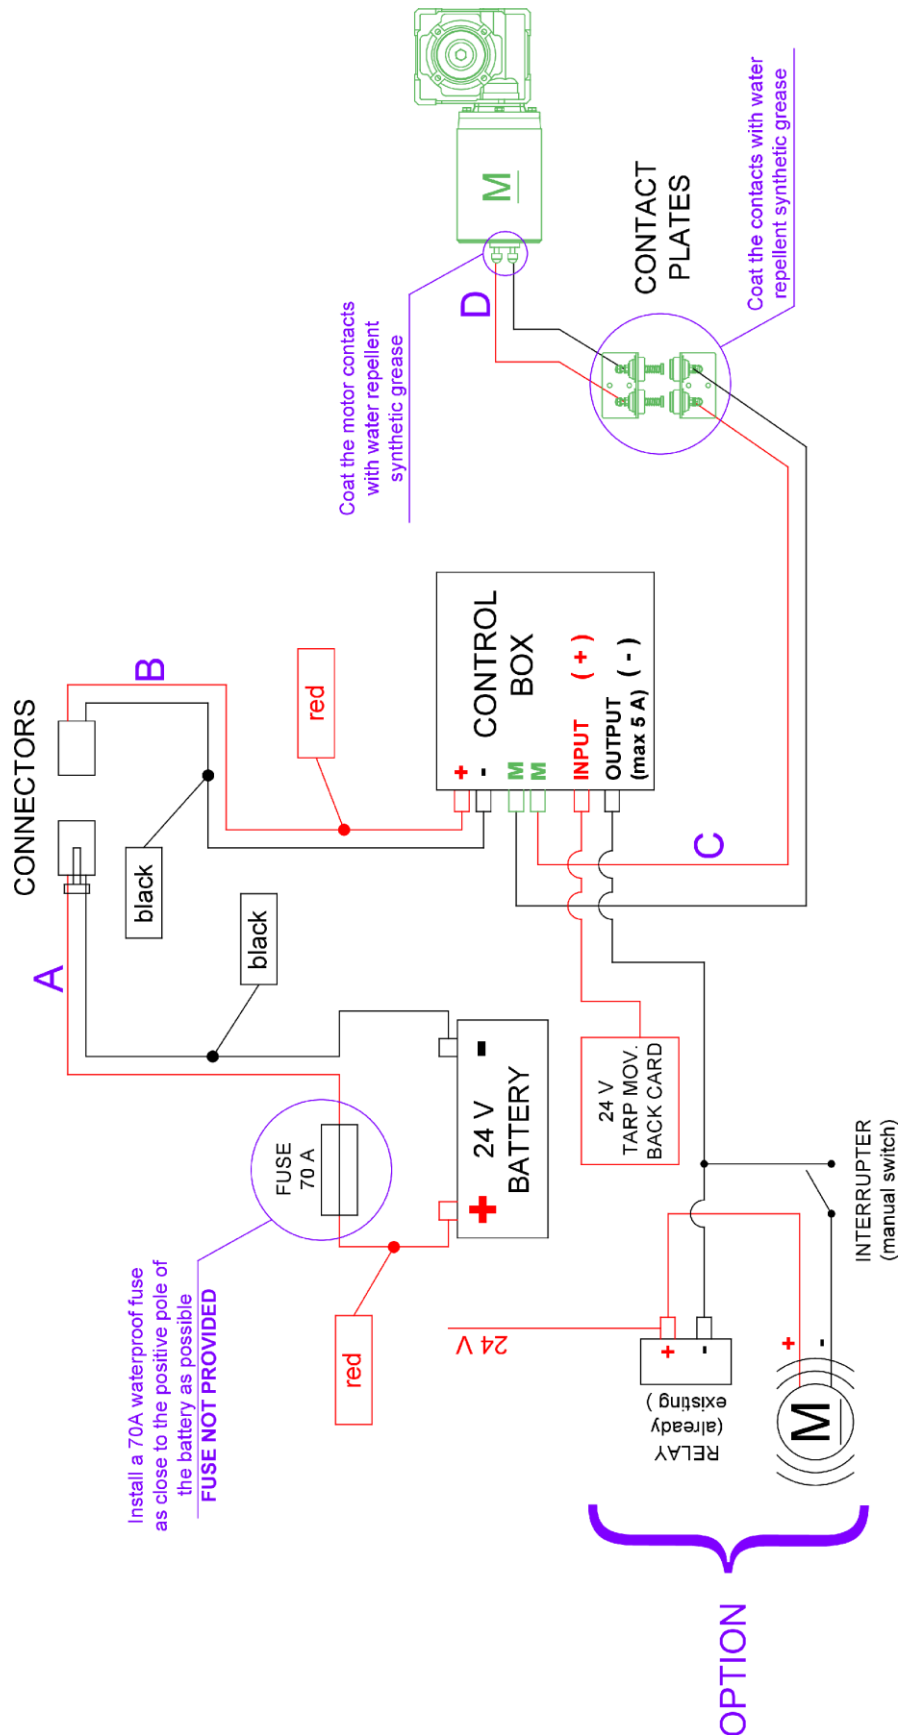 Install a 70A waterproof fuse
as close to the positive pole of
the battery as possible
FUSE NOT PROVIDED
red
FUSE
70 A
+
-
24 V
BATTERY
black
A
CONNECTORS
black
B
red
CONTROL
BOX
+
-
M
M
INPUT (+)
OUTPUT (-)
(max 5 A)
Coat the motor contacts
with water repellent
synthetic grease
D
M
CONTACT
PLATES
Coat the contacts with water
repellent synthetic grease
C
24 V
TARP MOV.
BACK CARD
24 V
+
-
RELAY
(already
existing)
+
-
M
INTERRUPTER
(manual switch)
OPTION